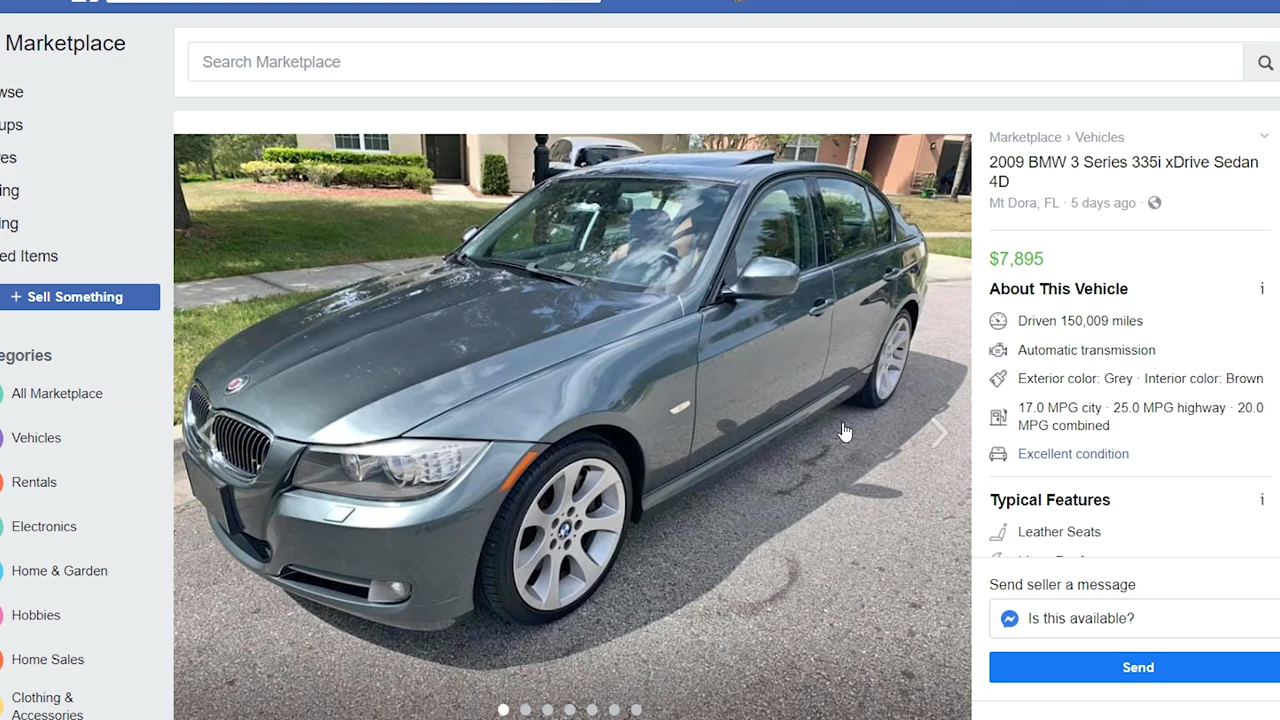 Marketplace
Search Marketplace
wse
ups
res
ing
ing
ed Items
+ Sell Something
egories
All Marketplace
Vehicles
Rentals
Electronics
Home & Garden
Hobbies
Home Sales
Clothing &
Accessories
Marketplace › Vehicles
2009 BMW 3 Series 335i xDrive Sedan
4D
Mt Dora, FL · 5 days ago ·
$7,895
About This Vehicle
i
Driven 150,009 miles
Automatic transmission
Exterior color: Grey · Interior color: Brown
17.0 MPG city · 25.0 MPG highway · 20.0
MPG combined
Excellent condition
Typical Features
i
Leather Seats
Send seller a message
Is this available?
Send